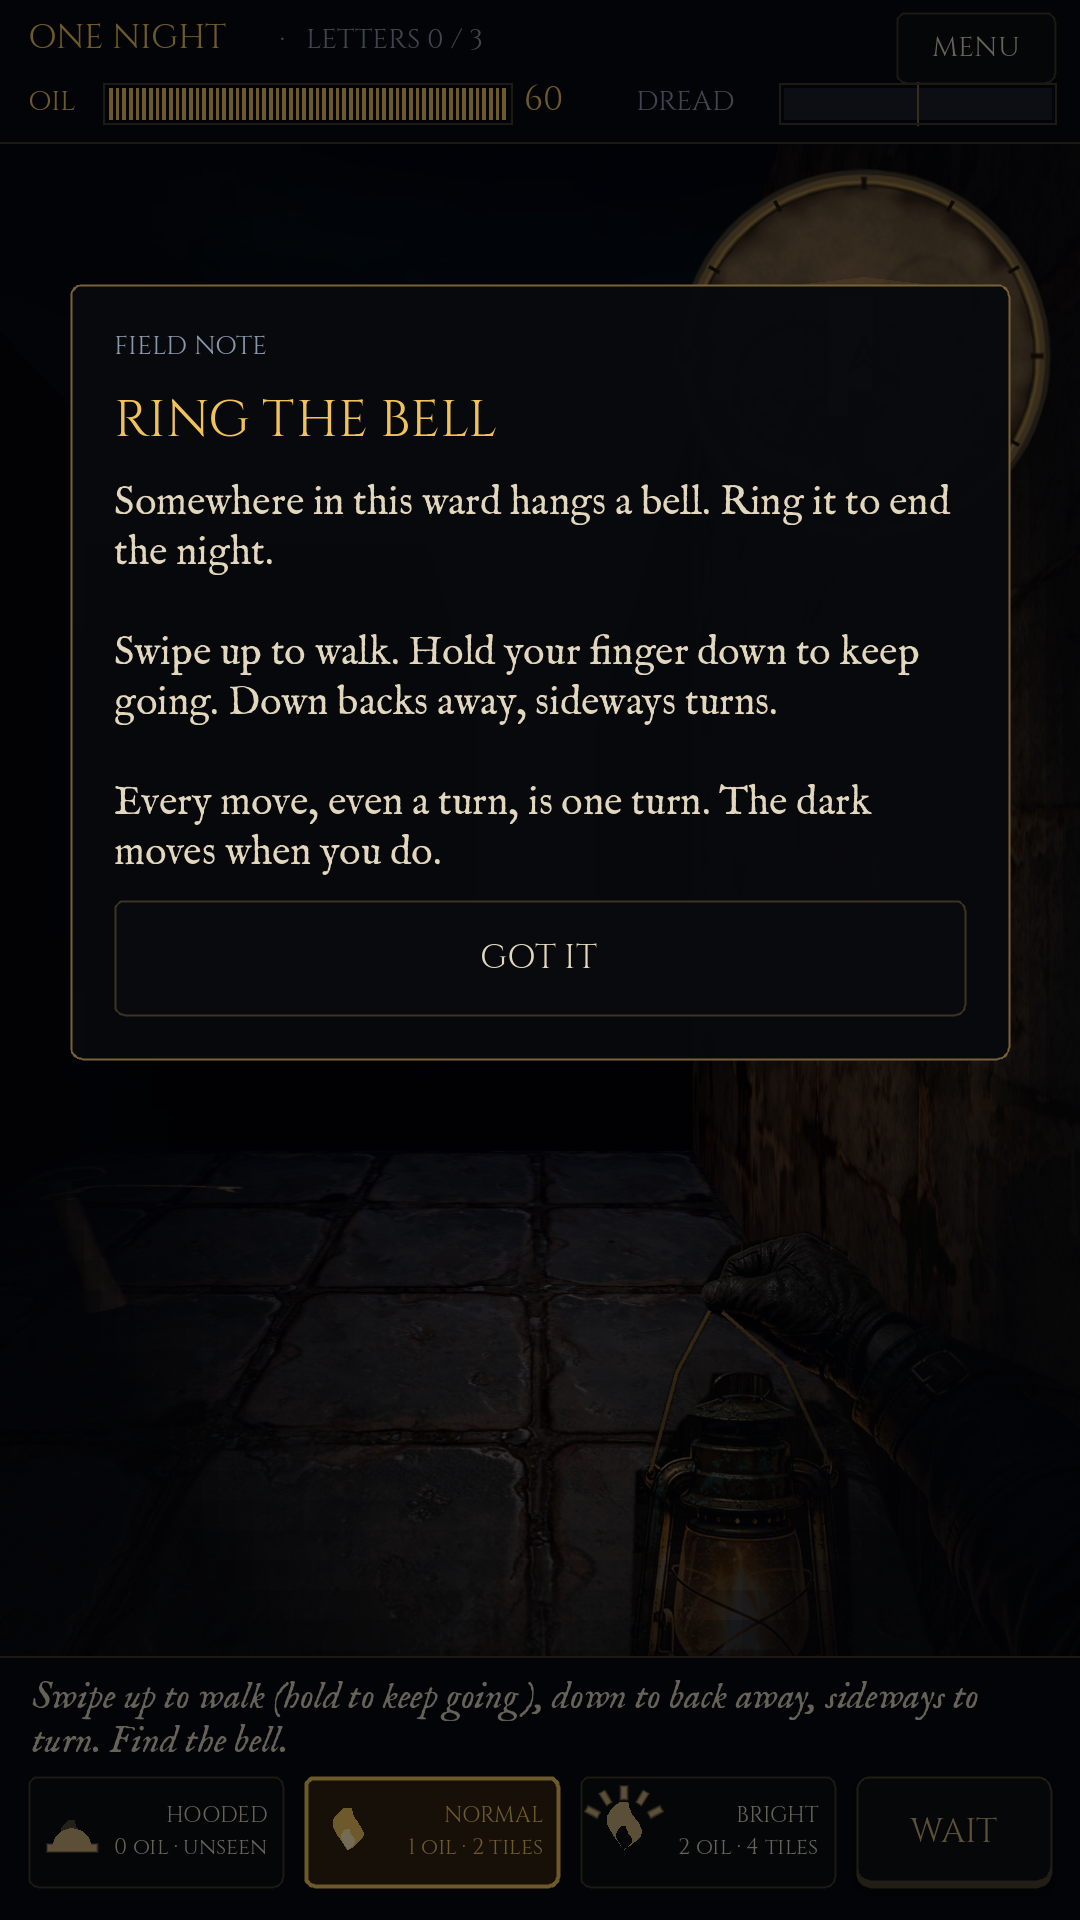 ONE NIGHT · LETTERS 0 / 3
MENU
OIL 60 DREAD
FIELD NOTE
RING THE BELL
Somewhere in this ward hangs a bell. Ring it to end
the night.
Swipe up to walk. Hold your finger down to keep
going. Down backs away, sideways turns.
Every move, even a turn, is one turn. The dark
moves when you do.
GOT IT
Swipe up to walk (hold to keep going), down to back away, sideways to
turn. Find the bell.
HOODED
0 OIL · UNSEEN
NORMAL
1 OIL · 2 TILES
BRIGHT
2 OIL · 4 TILES
WAIT